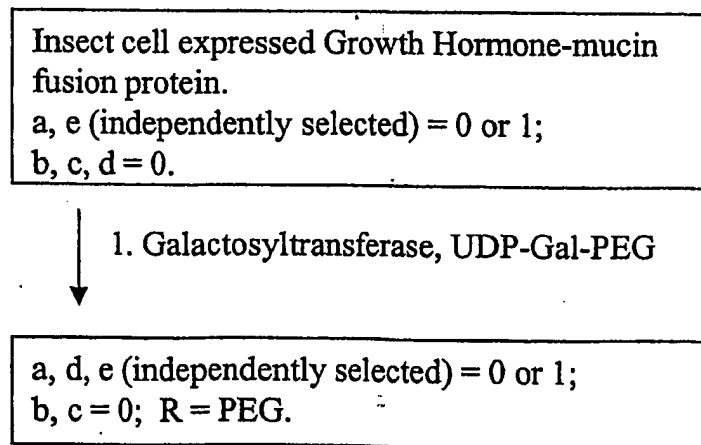 Insect cell expressed Growth Hormone-mucin
fusion protein.
a, e (independently selected) = 0 or 1;
b, c, d = 0.
1. Galactosyltransferase, UDP-Gal-PEG
a, d, e (independently selected) = 0 or 1;
b, c = 0; R = PEG.